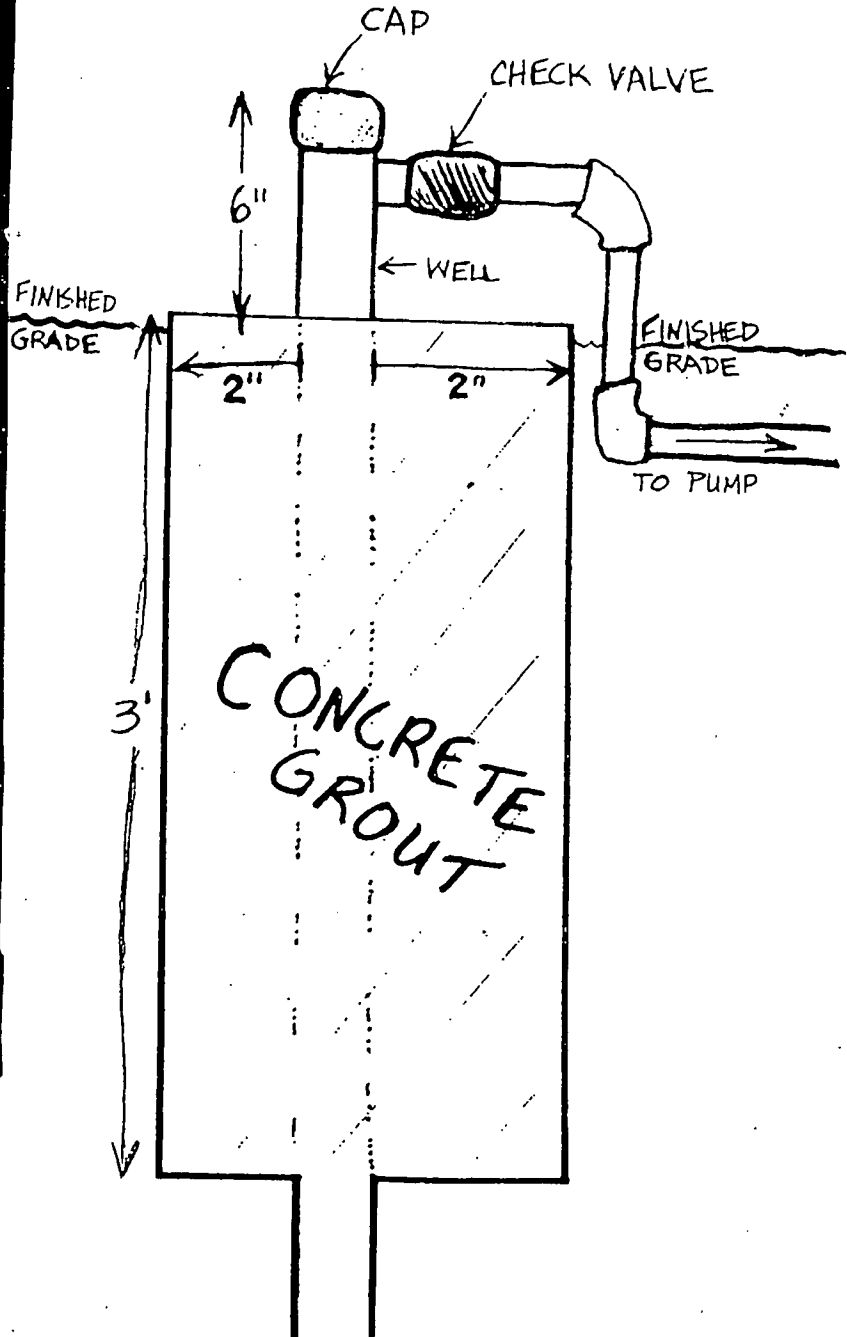 CAP
CHECK VALVE
6"
WELL
FINISHED
GRADE
FINISHED
GRADE
2"
2"
TO PUMP
3'
CONCRETE
GROUT